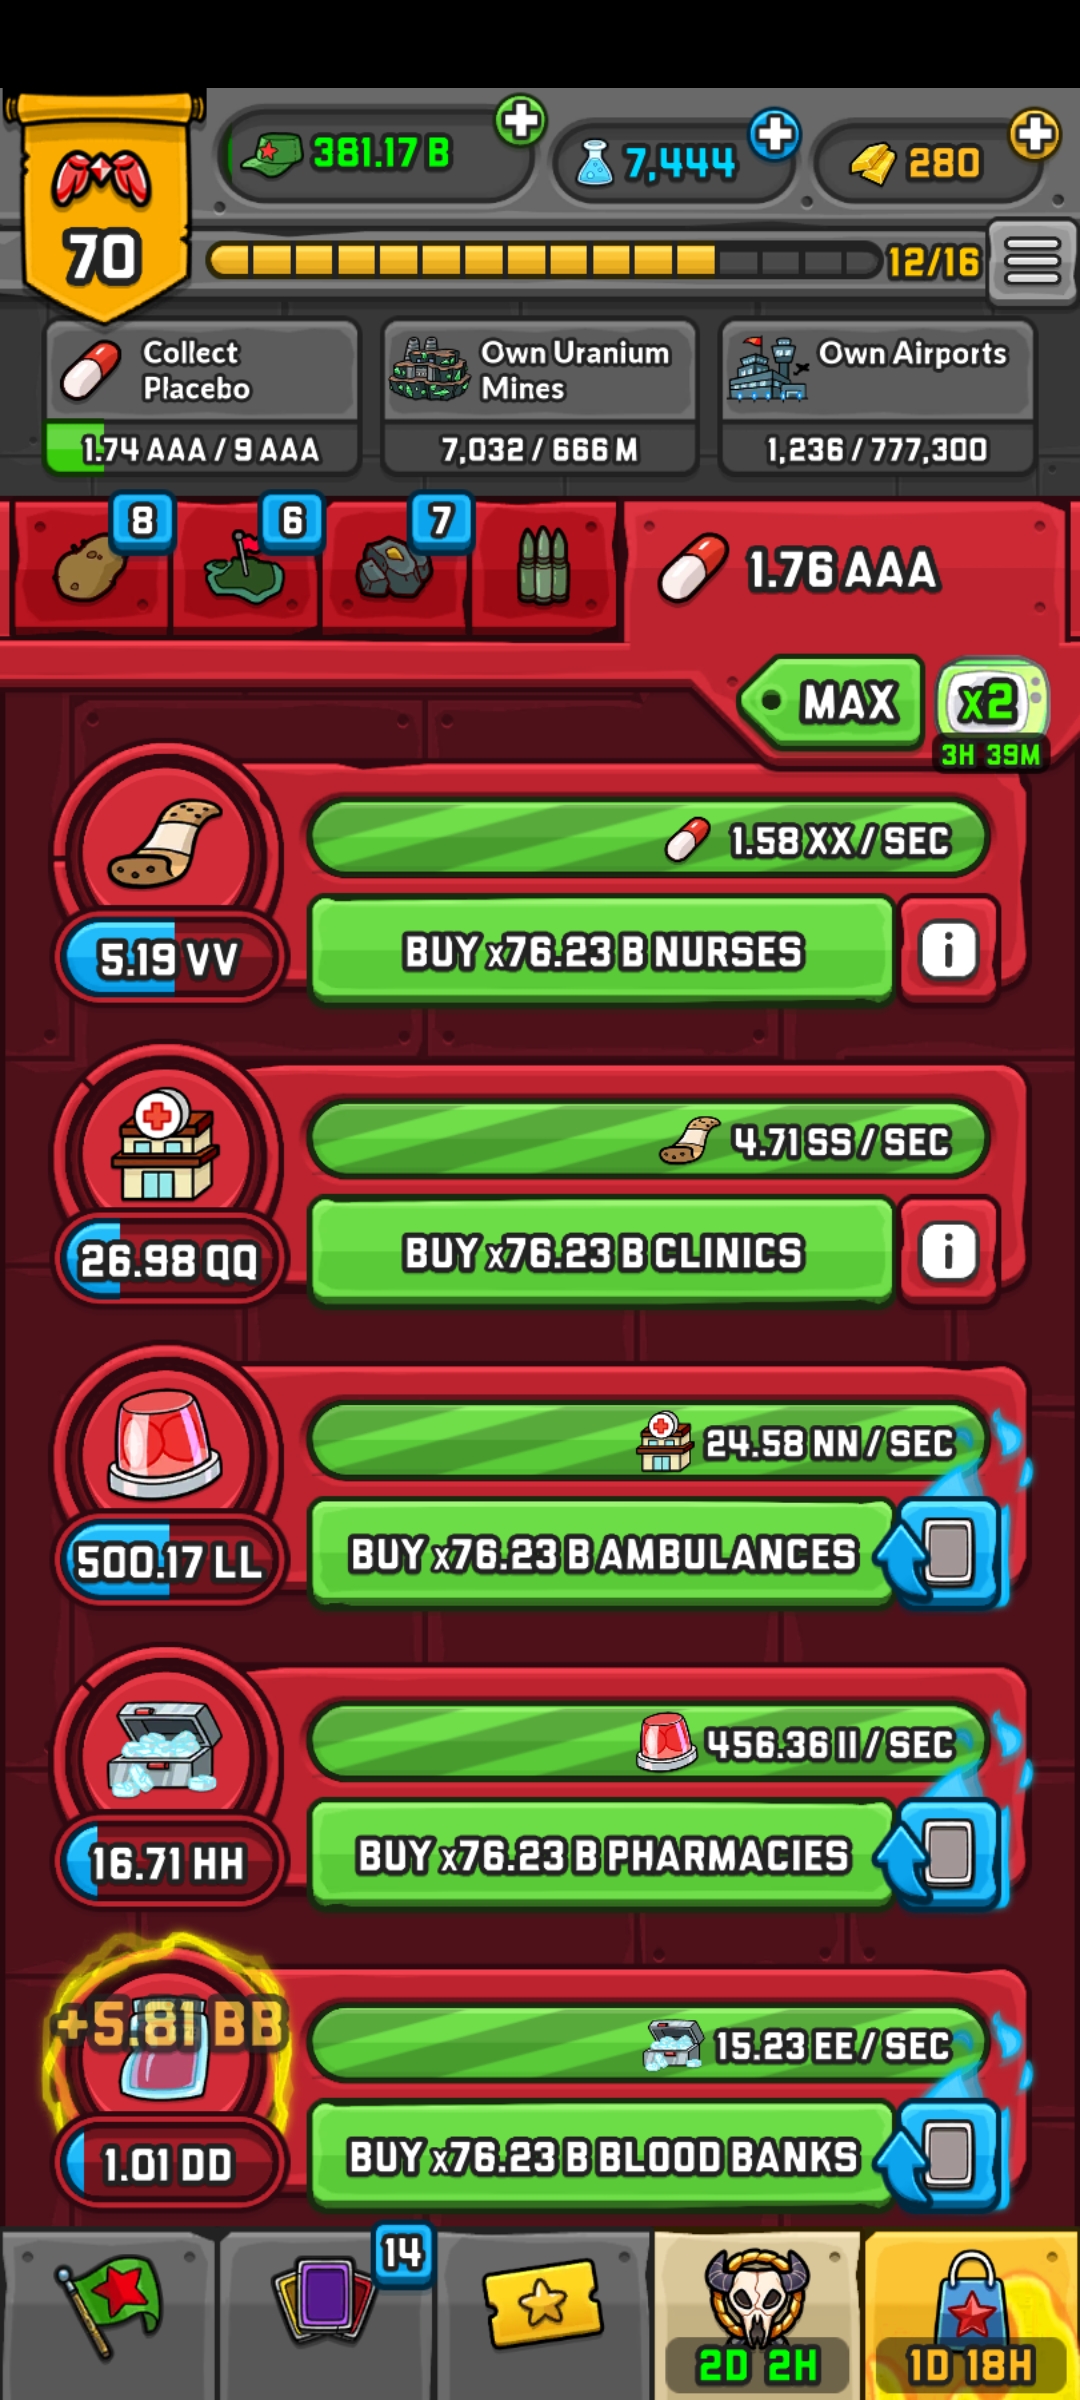 381.17 B
7,444
280
70
12/16
Collect
Placebo
1.74 AAA / 9 AAA
Own Uranium
Mines
7,032 / 666 M
Own Airports
1,236 / 777,300
8
6
7
1.76 AAA
MAX
x2
3H 39M
1.58 XX / SEC
5.19 VV
BUY x76.23 B NURSES
i
4.71 SS / SEC
26.98 QQ
BUY x76.23 B CLINICS
i
24.58 NN / SEC
500.17 LL
BUY x76.23 B AMBULANCES
456.36 II / SEC
16.71 HH
BUY x76.23 B PHARMACIES
+5.81 BB
15.23 EE / SEC
1.01 DD
BUY x76.23 B BLOOD BANKS
14
2D 2H
1D 18H